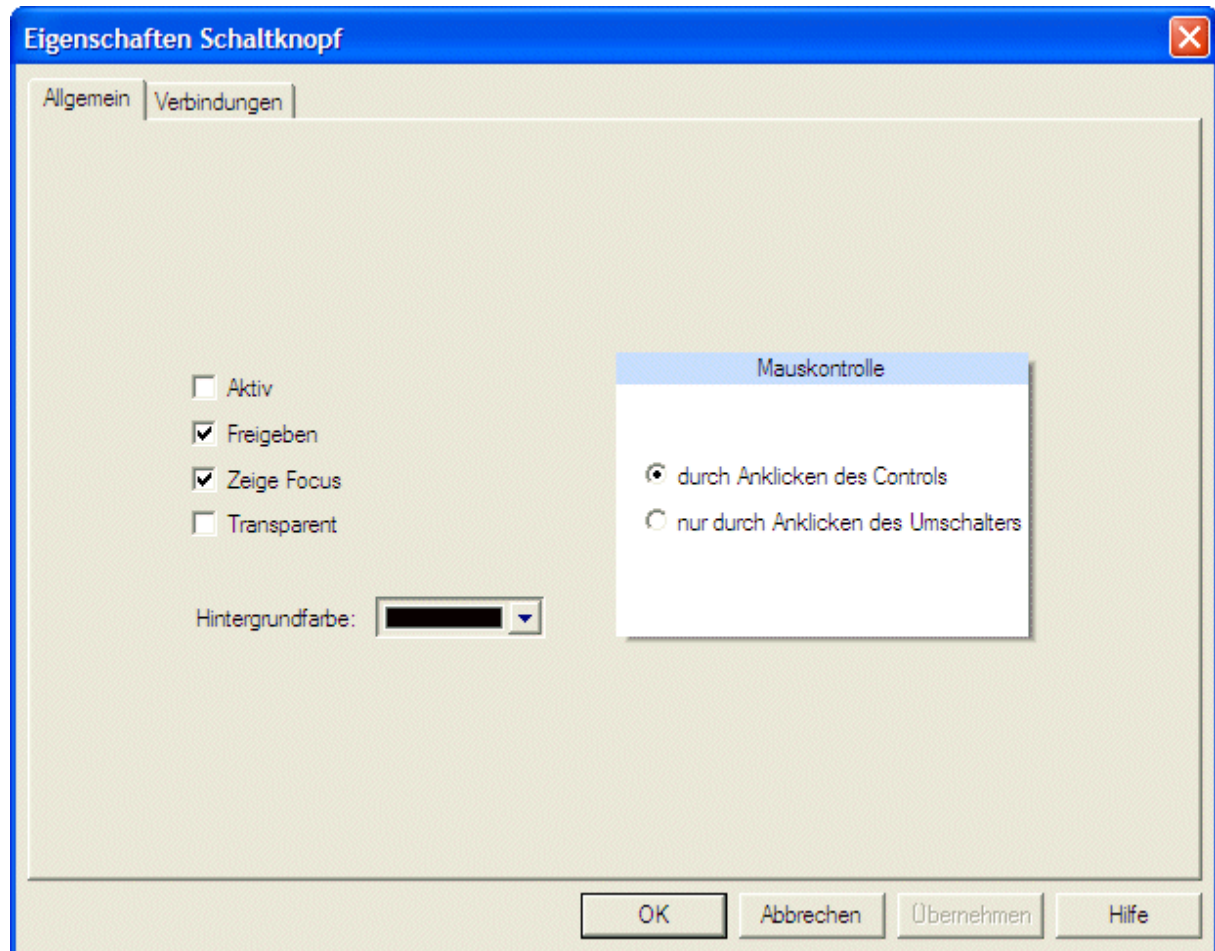 Eigenschaften Schaltknopf
Allgemein
Verbindungen
Aktiv
Freigeben
Zeige Focus
Transparent
Hintergrundfarbe:
Mauskontrolle
durch Anklicken des Controls
nur durch Anklicken des Umschalters
OK
Abbrechen
Übernehmen
Hilfe